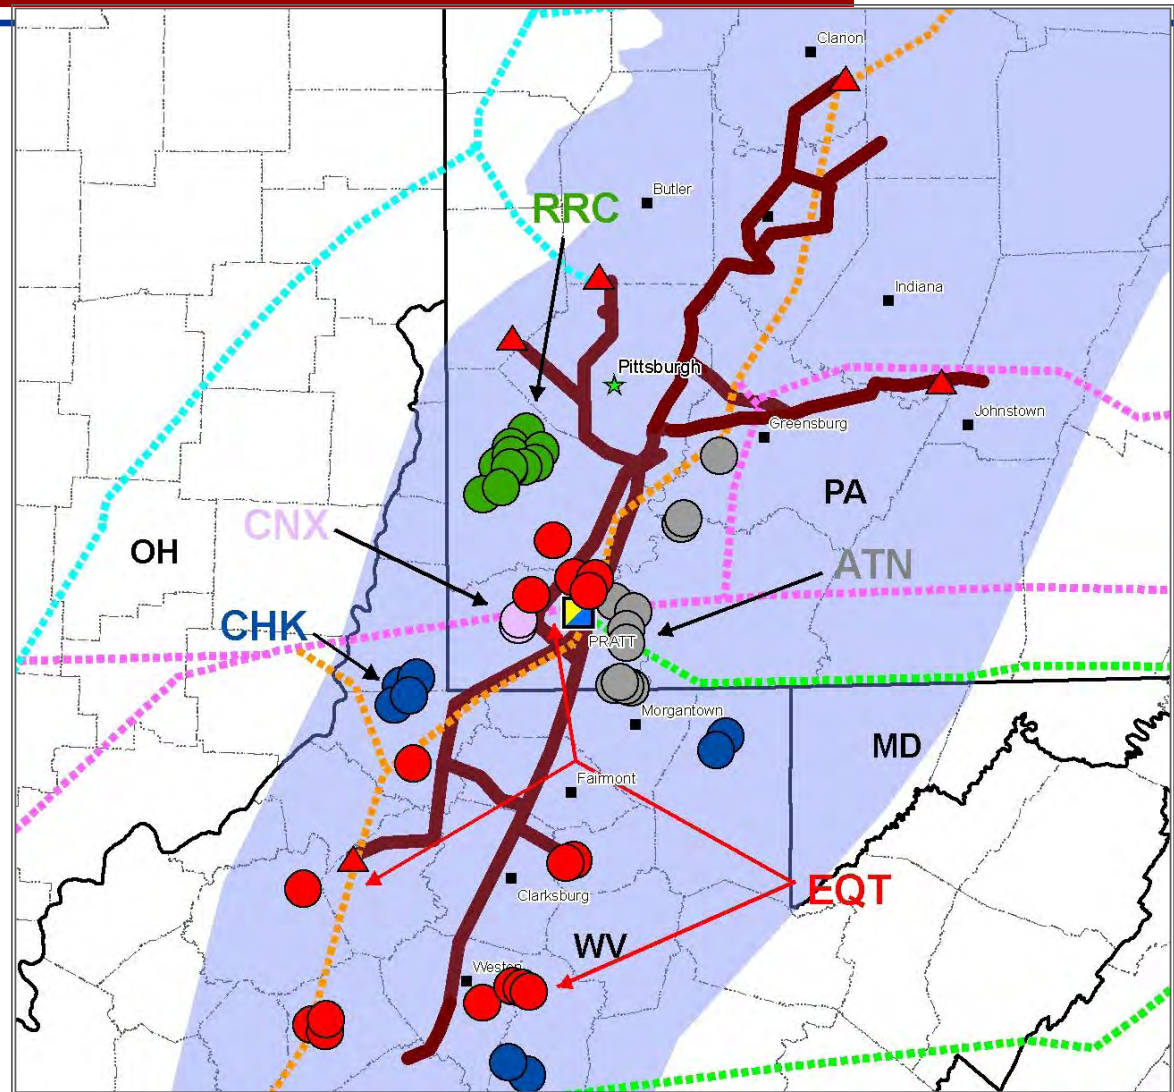 Clarion
Butler
RRC
Indiana
Pittsburgh
Johnstown
Greensburg
PA
CNX
OH
ATN
CHK
PRATT
Morgantown
MD
Fairmont
EQT
Clarksburg
WV
Weston